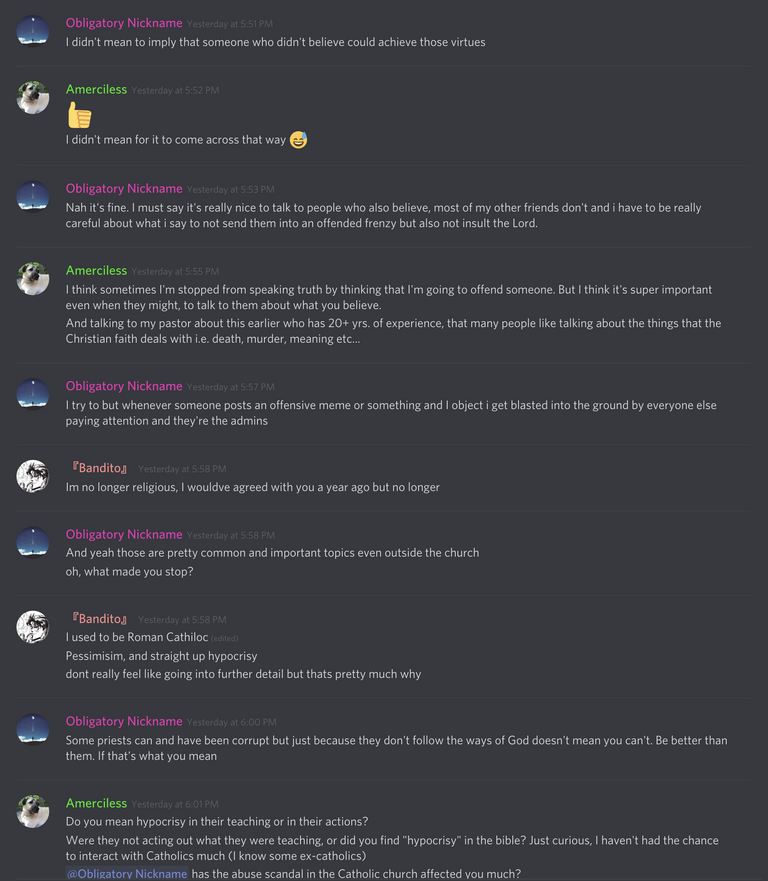 Obligatory Nickname Yesterday at 5:51 PM
I didn't mean to imply that someone who didn't believe could achieve those virtues
Amerciless Yesterday at 5:52 PM
I didn't mean for it to come across that way
Obligatory Nickname Yesterday at 5:53 PM
Nah it's fine. I must say it's really nice to talk to people who also believe, most of my other friends don't and i have to be really
careful about what i say to not send them into an offended frenzy but also not insult the Lord.
Amerciless Yesterday at 5:55 PM
I think sometimes I'm stopped from speaking truth by thinking that I'm going to offend someone. But I think it's super important
even when they might, to talk to them about what you believe.
And talking to my pastor about this earlier who has 20+ yrs. of experience, that many people like talking about the things that the
Christian faith deals with i.e. death, murder, meaning etc...
Obligatory Nickname Yesterday at 5:57 PM
I try to but whenever someone posts an offensive meme or something and I object i get blasted into the ground by everyone else
paying attention and they're the admins
『Bandito』 Yesterday at 5:58 PM
Im no longer religious, I wouldve agreed with you a year ago but no longer
Obligatory Nickname Yesterday at 5:58 PM
And yeah those are pretty common and important topics even outside the church
oh, what made you stop?
『Bandito』 Yesterday at 5:58 PM
I used to be Roman Cathiloc (edited)
Pessimisim, and straight up hypocrisy
dont really feel like going into further detail but thats pretty much why
Obligatory Nickname Yesterday at 6:00 PM
Some priests can and have been corrupt but just because they don't follow the ways of God doesn't mean you can't. Be better than
them. If that's what you mean
Amerciless Yesterday at 6:01 PM
Do you mean hypocrisy in their teaching or in their actions?
Were they not acting out what they were teaching, or did you find "hypocrisy" in the bible? Just curious, I haven't had the chance
to interact with Catholics much (I know some ex-catholics)
@Obligatory Nickname has the abuse scandal in the Catholic church affected you much?